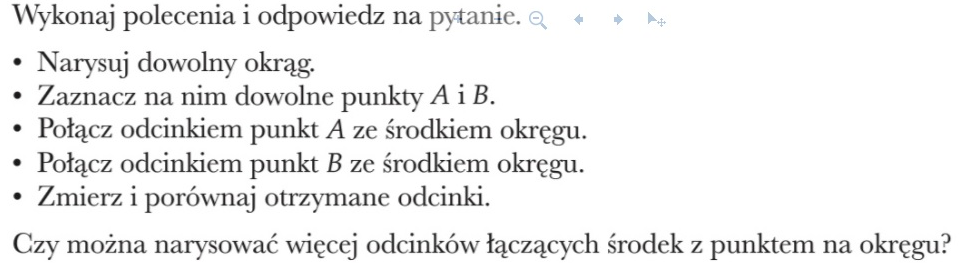 Wykonaj polecenia i odpowiedz na pytanie.
• Narysuj dowolny okrąg.
• Zaznacz na nim dowolne punkty A i B.
• Połącz odcinkiem punkt A ze środkiem okręgu.
• Połącz odcinkiem punkt B ze środkiem okręgu.
• Zmierz i porównaj otrzymane odcinki.
Czy można narysować więcej odcinków łączących środek z punktem na okręgu?